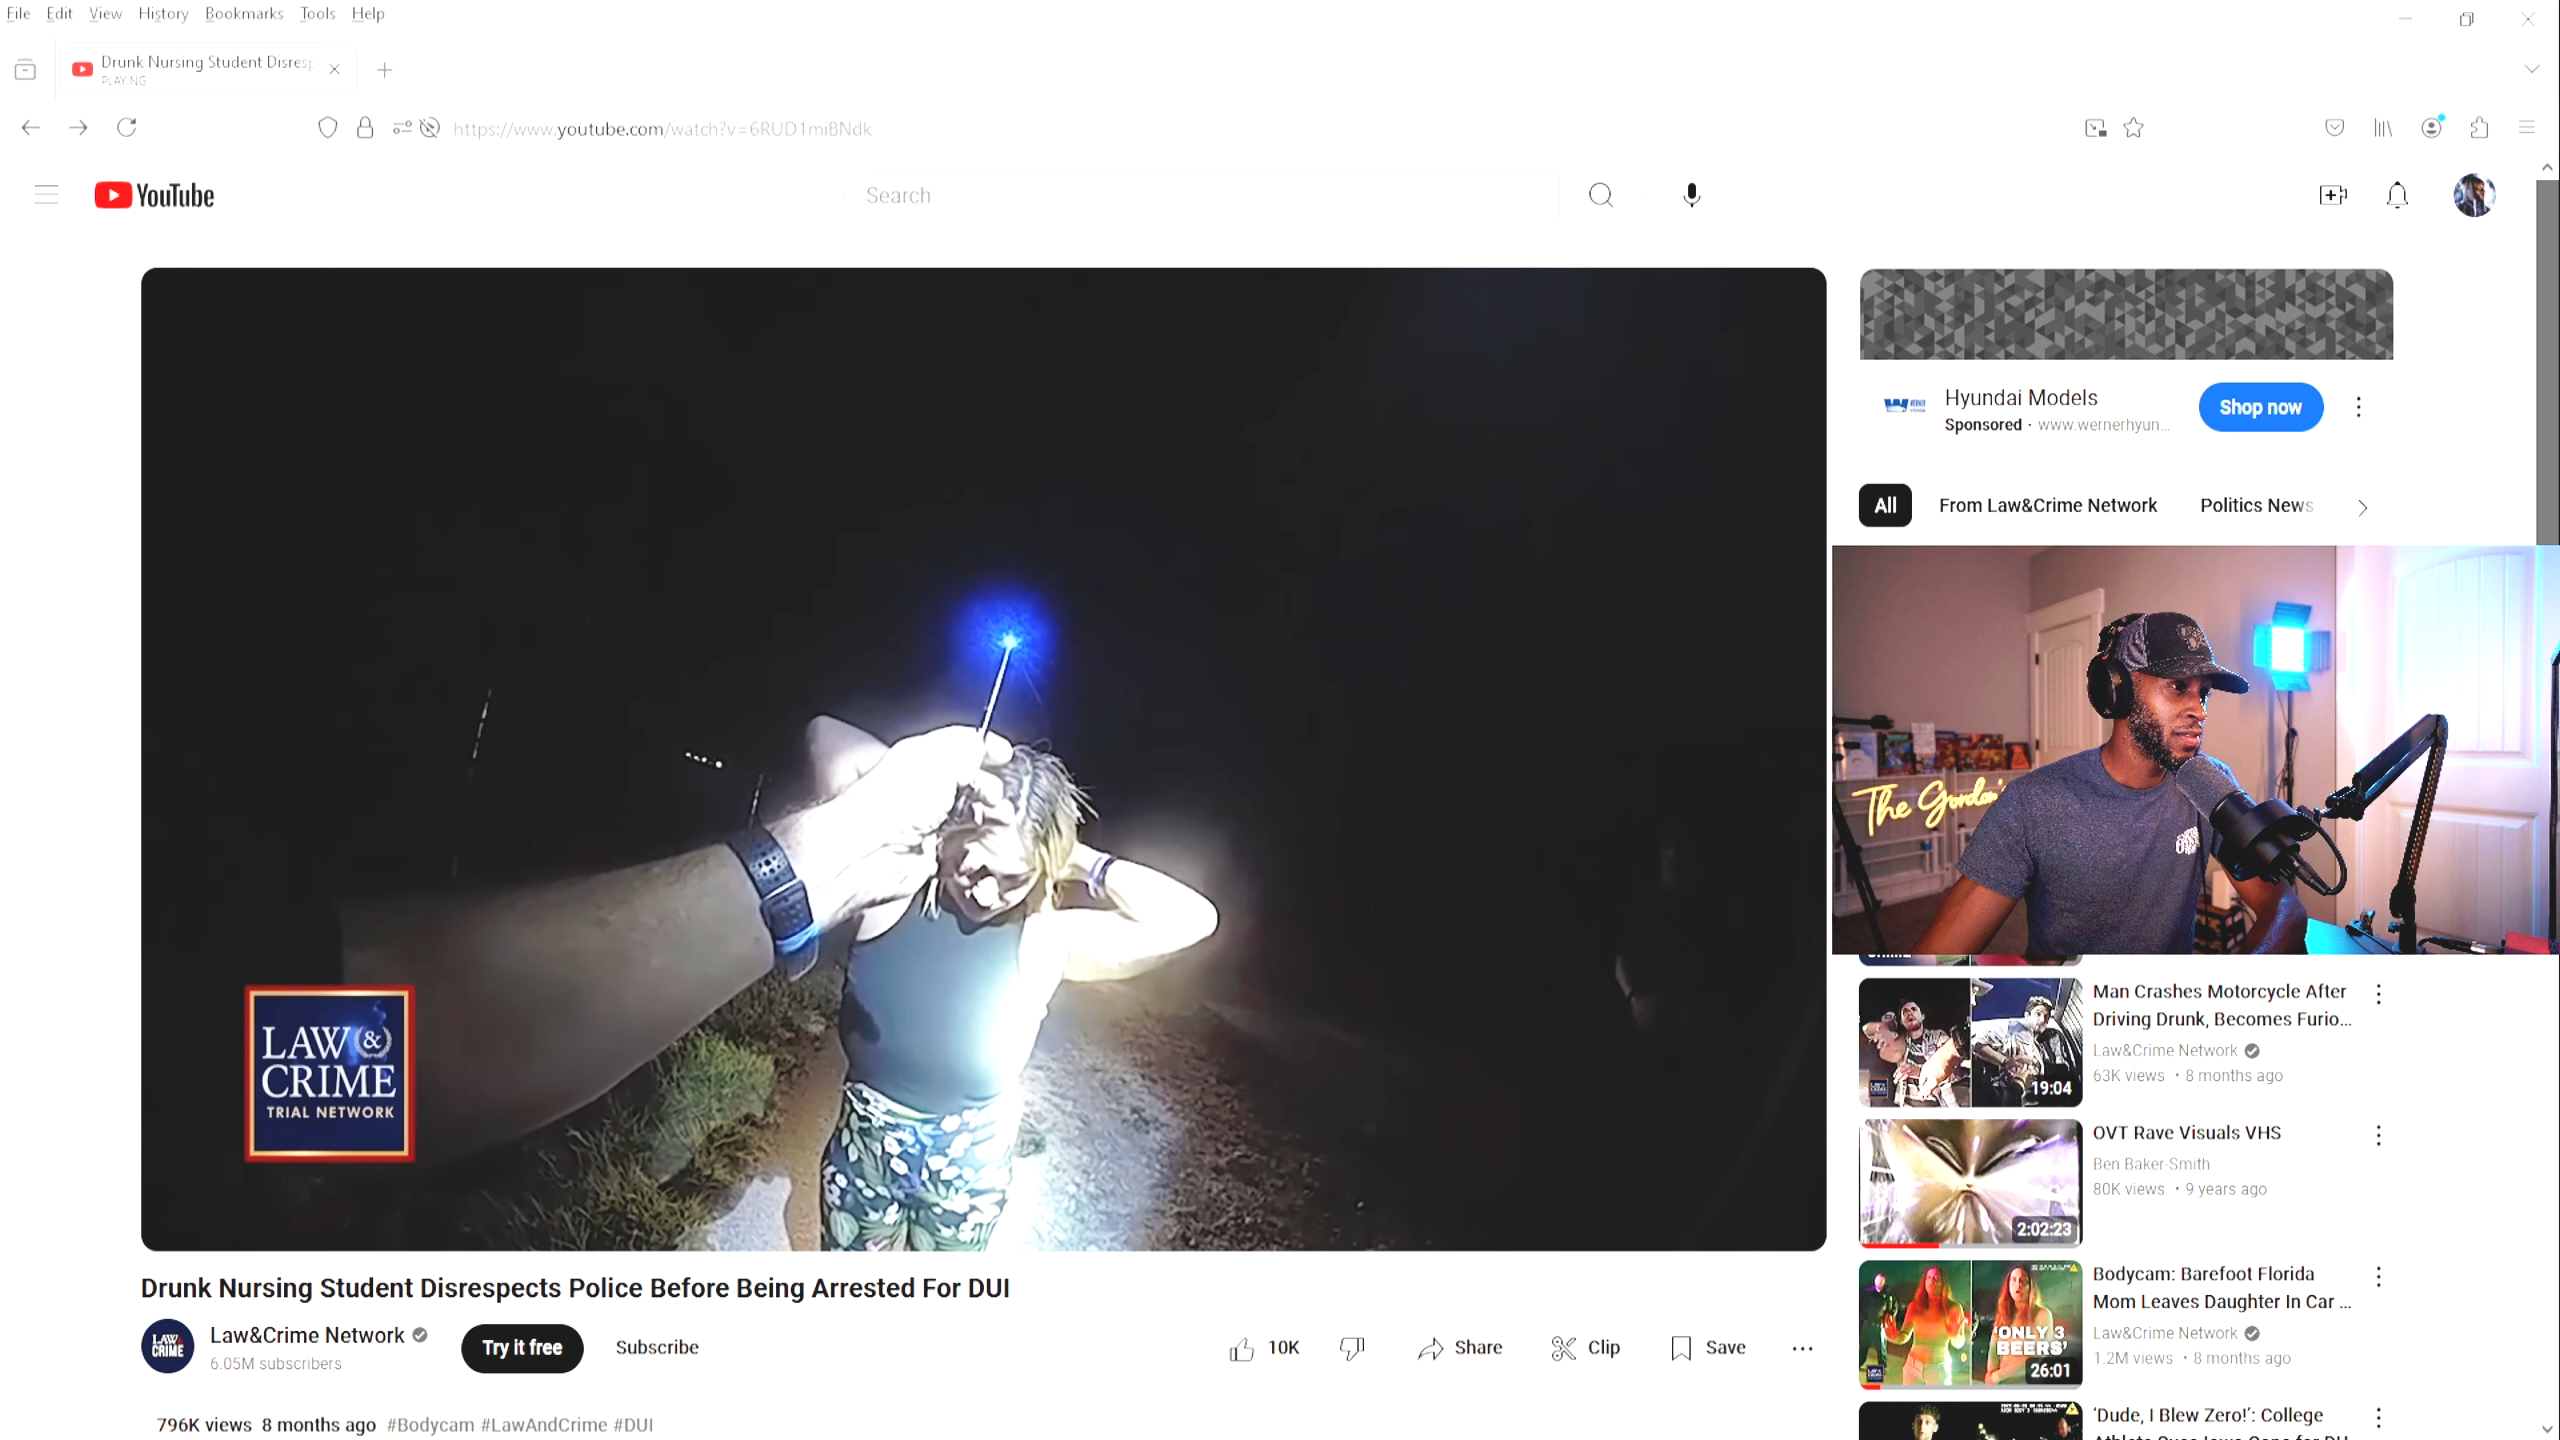 File Edit View History Bookmarks Tools Help
Drunk Nursing Student Disresp
PLAYING
https://www.youtube.com/watch?v=6RUD1mi8Ndk
YouTube
Search
Hyundai Models
Sponsored · www.wernerhyun...
Shop now
All From Law&Crime Network Politics News
The Gordon's
LAW &
CRIME
TRIAL NETWORK
Man Crashes Motorcycle After
Driving Drunk, Becomes Furio...
Law&Crime Network
63K views • 8 months ago
19:04
OVT Rave Visuals VHS
Ben Baker-Smith
80K views • 9 years ago
2:02:23
Bodycam: Barefoot Florida
Mom Leaves Daughter In Car ...
Law&Crime Network
1.2M views • 8 months ago
'ONLY 3
BEERS'
26:01
'Dude, I Blew Zero!': College
Drunk Nursing Student Disrespects Police Before Being Arrested For DUI
LAW&
CRIME
Law&Crime Network
6.05M subscribers
Try it free
Subscribe
10K
Share
Clip
Save
796K views 8 months ago #Bodycam #LawAndCrime #DUI